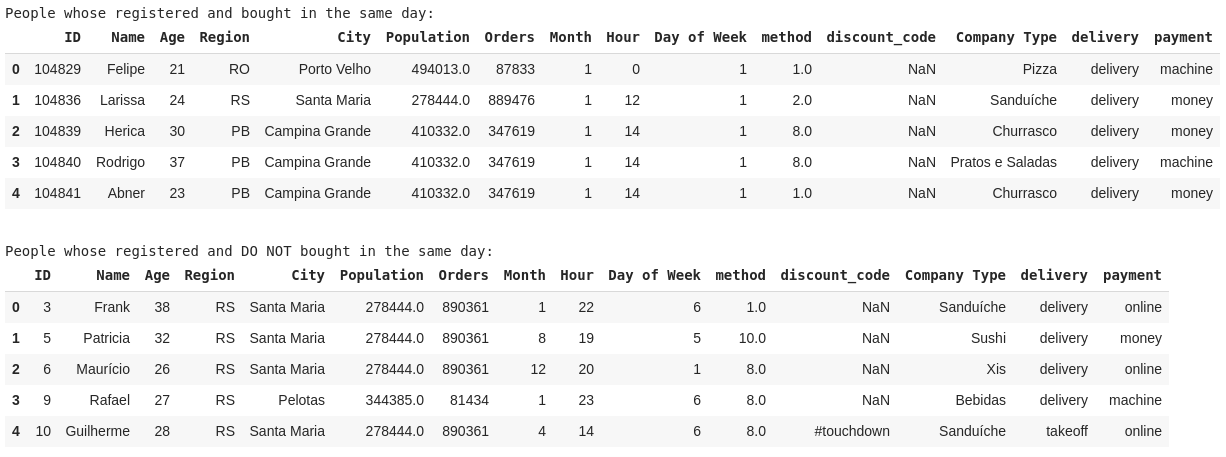 People whose registered and bought in the same day:
ID Name Age Region City Population Orders Month Hour Day of Week method discount_code Company Type delivery payment
0 104829 Felipe 21 RO Porto Velho 494013.0 87833 1 0 1 1.0 NaN Pizza delivery machine
1 104836 Larissa 24 RS Santa Maria 278444.0 889476 1 12 1 2.0 NaN Sanduíche delivery money
2 104839 Herica 30 PB Campina Grande 410332.0 347619 1 14 1 8.0 NaN Churrasco delivery money
3 104840 Rodrigo 37 PB Campina Grande 410332.0 347619 1 14 1 8.0 NaN Pratos e Saladas delivery machine
4 104841 Abner 23 PB Campina Grande 410332.0 347619 1 14 1 1.0 NaN Churrasco delivery money
People whose registered and DO NOT bought in the same day:
ID Name Age Region City Population Orders Month Hour Day of Week method discount_code Company Type delivery payment
0 3 Frank 38 RS Santa Maria 278444.0 890361 1 22 6 1.0 NaN Sanduíche delivery online
1 5 Patricia 32 RS Santa Maria 278444.0 890361 8 19 5 10.0 NaN Sushi delivery money
2 6 Maurício 26 RS Santa Maria 278444.0 890361 12 20 1 8.0 NaN Xis delivery online
3 9 Rafael 27 RS Pelotas 344385.0 81434 1 23 6 8.0 NaN Bebidas delivery machine
4 10 Guilherme 28 RS Santa Maria 278444.0 890361 4 14 6 8.0 #touchdown Sanduíche takeoff online